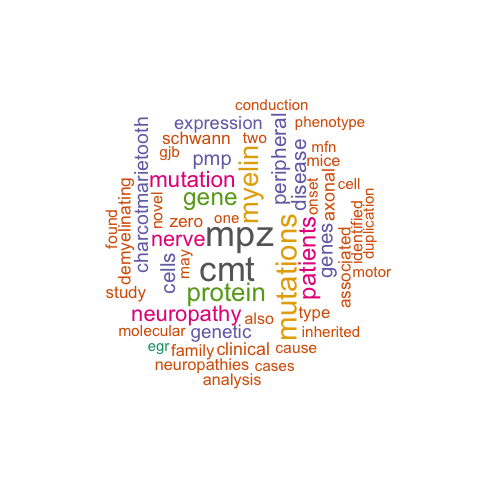 conduction
expression
phenotype
schwann
two
gjb
pmp
mfn
mice
charcotmarietooth
myelin
peripheral
disease
mutation
gene
novel
onset
axonal
cell
found
demyelinating
zero
one
nerve
mpz
may
cells
cmt
mutations
patients
genes
associated
identified
duplication
motor
study
protein
neuropathy
also
type
molecular
genetic
inherited
egr
family
clinical
cause
neuropathies
cases
analysis